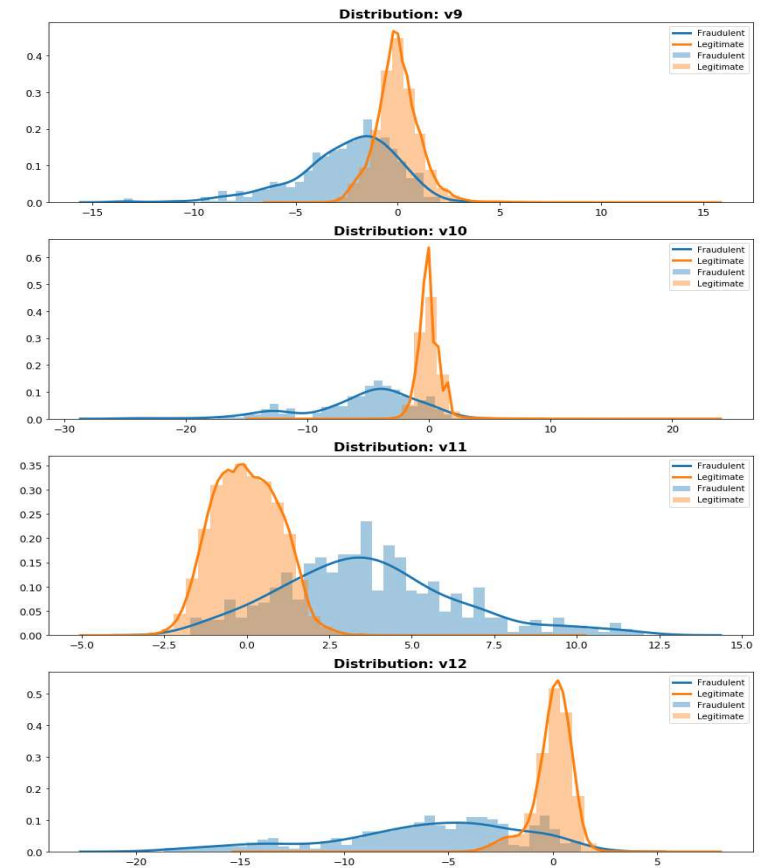 Distribution: v9
Fraudulent
Legitimate
Fraudulent
Legitimate
0.4
0.3
0.2
0.1
0.0
−15 −10 −5 0 5 10 15
Distribution: v10
Fraudulent
Legitimate
Fraudulent
Legitimate
0.6
0.5
0.4
0.3
0.2
0.1
0.0
−30 −20 −10 0 10 20
Distribution: v11
Fraudulent
Legitimate
Fraudulent
Legitimate
0.35
0.30
0.25
0.20
0.15
0.10
0.05
0.00
−5.0 −2.5 0.0 2.5 5.0 7.5 10.0 12.5 15.0
Distribution: v12
Fraudulent
Legitimate
Fraudulent
Legitimate
0.5
0.4
0.3
0.2
0.1
0.0
−20 −15 −10 −5 0 5